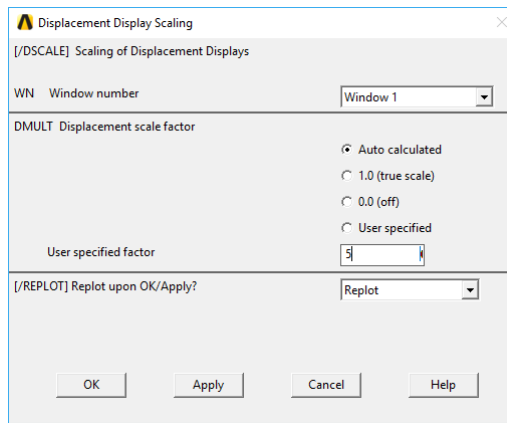 Displacement Display Scaling
[/DSCALE] Scaling of Displacement Displays
WN Window number Window 1
DMULT Displacement scale factor
Auto calculated
1.0 (true scale)
0.0 (off)
User specified
User specified factor 5
[/REPLOT] Replot upon OK/Apply? Replot
OK Apply Cancel Help